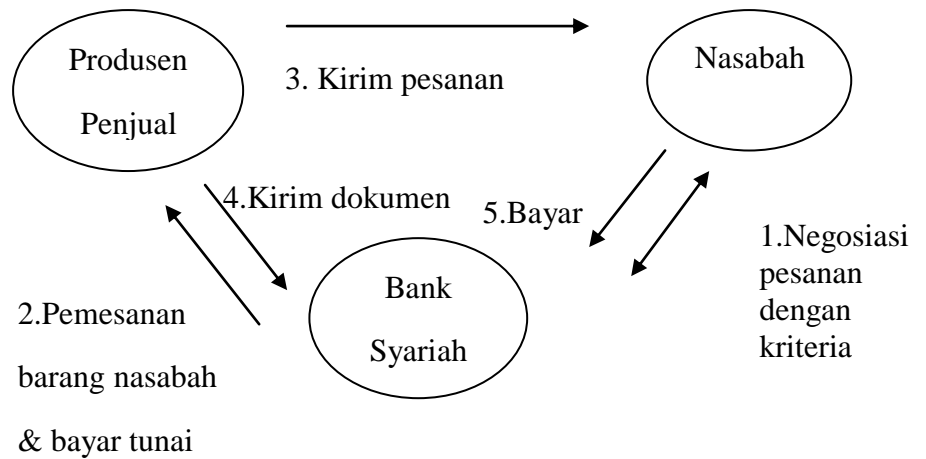 Produsen
Penjual
3. Kirim pesanan
Nasabah
4.Kirim dokumen
5.Bayar
1.Negosiasi
pesanan
dengan
kriteria
Bank
Syariah
2.Pemesanan
barang nasabah
& bayar tunai